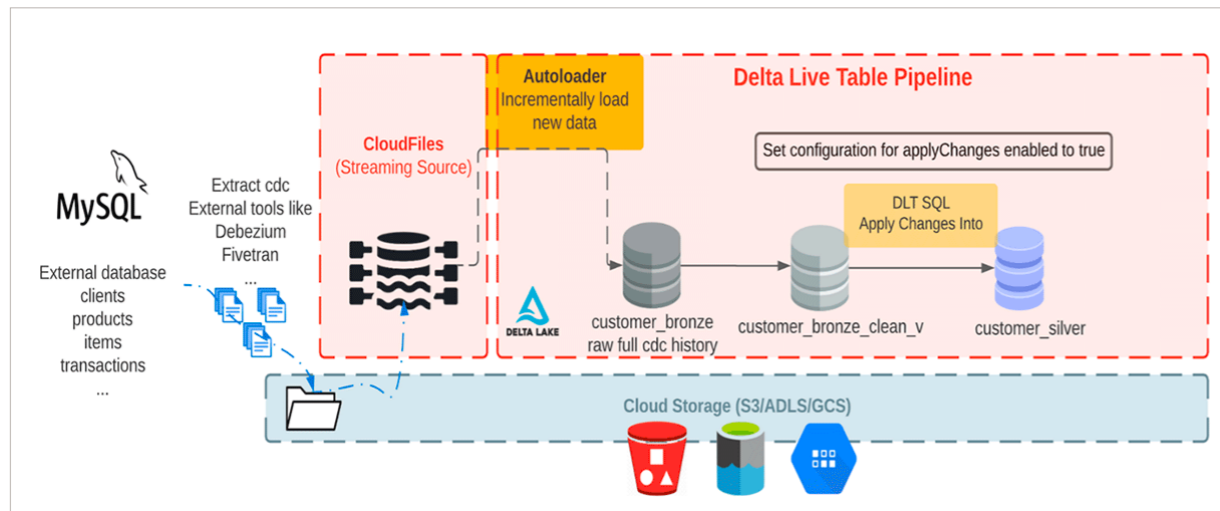 MySQL
External database
clients
products
items
transactions
...
Extract cdc
External tools like
Debezium
Fivetran
...
CloudFiles
(Streaming Source)
Autoloader
Incrementally load
new data
Delta Live Table Pipeline
Set configuration for applyChanges enabled to true
DLT SQL
Apply Changes Into
DELTA LAKE
customer_bronze
raw full cdc history
customer_bronze_clean_v
customer_silver
Cloud Storage (S3/ADLS/GCS)